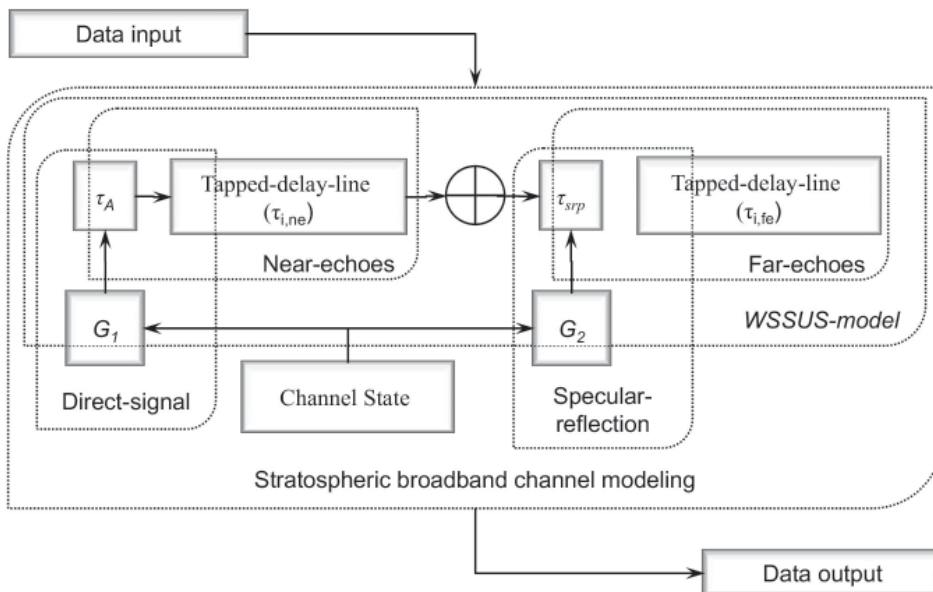 Data input
τA
Tapped-delay-line
(τi,ne)
τsrp
Tapped-delay-line
(τi,fe)
Near-echoes
Far-echoes
G1
G2
WSSUS-model
Direct-signal
Channel State
Specular-
reflection
Stratospheric broadband channel modeling
Data output